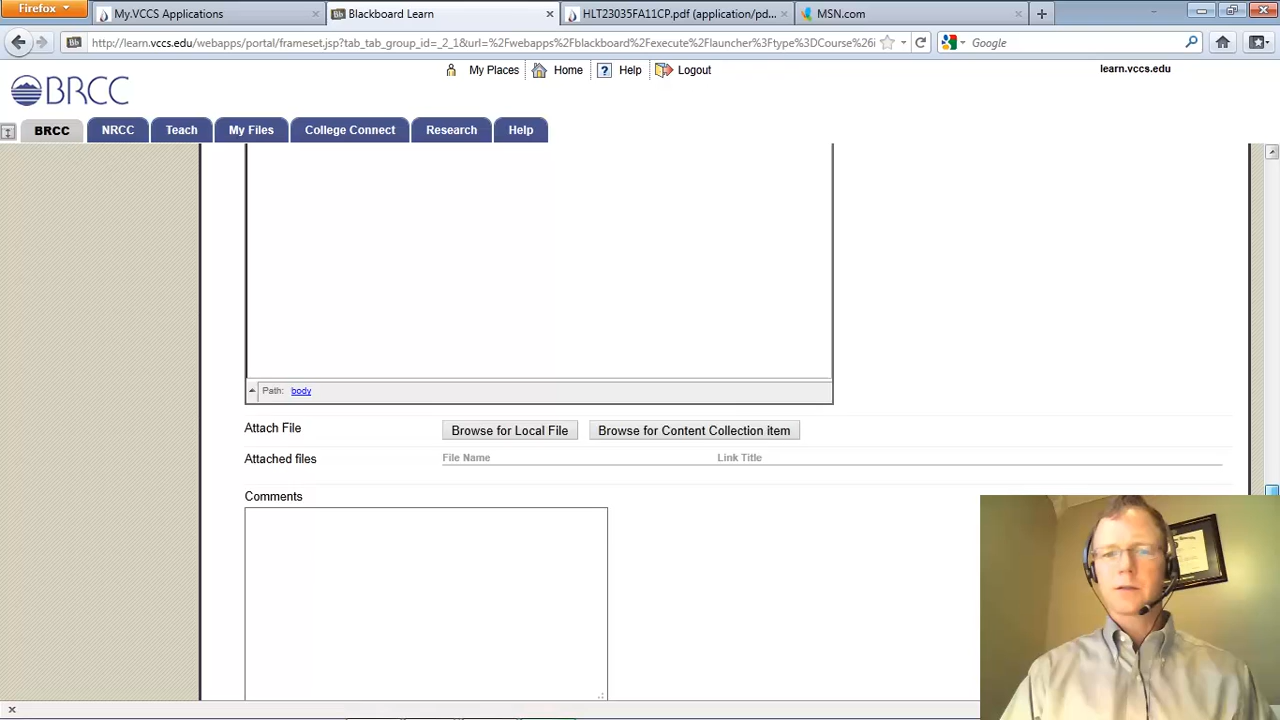 Firefox
My.VCCS Applications
Blackboard Learn
HLT23035FA11CP.pdf (application/pd...
MSN.com
http://learn.vccs.edu/webapps/portal/frameset.jsp?tab_tab_group_id=_2_1&url=%2Fwebapps%2Fblackboard%2Fexecute%2Flauncher%3Ftype%3DCourse%26i
Google
My Places
Home
Help
Logout
learn.vccs.edu
BRCC
BRCC
NRCC
Teach
My Files
College Connect
Research
Help
Path: body
Attach File
Browse for Local File
Browse for Content Collection item
Attached files
File Name
Link Title
Comments